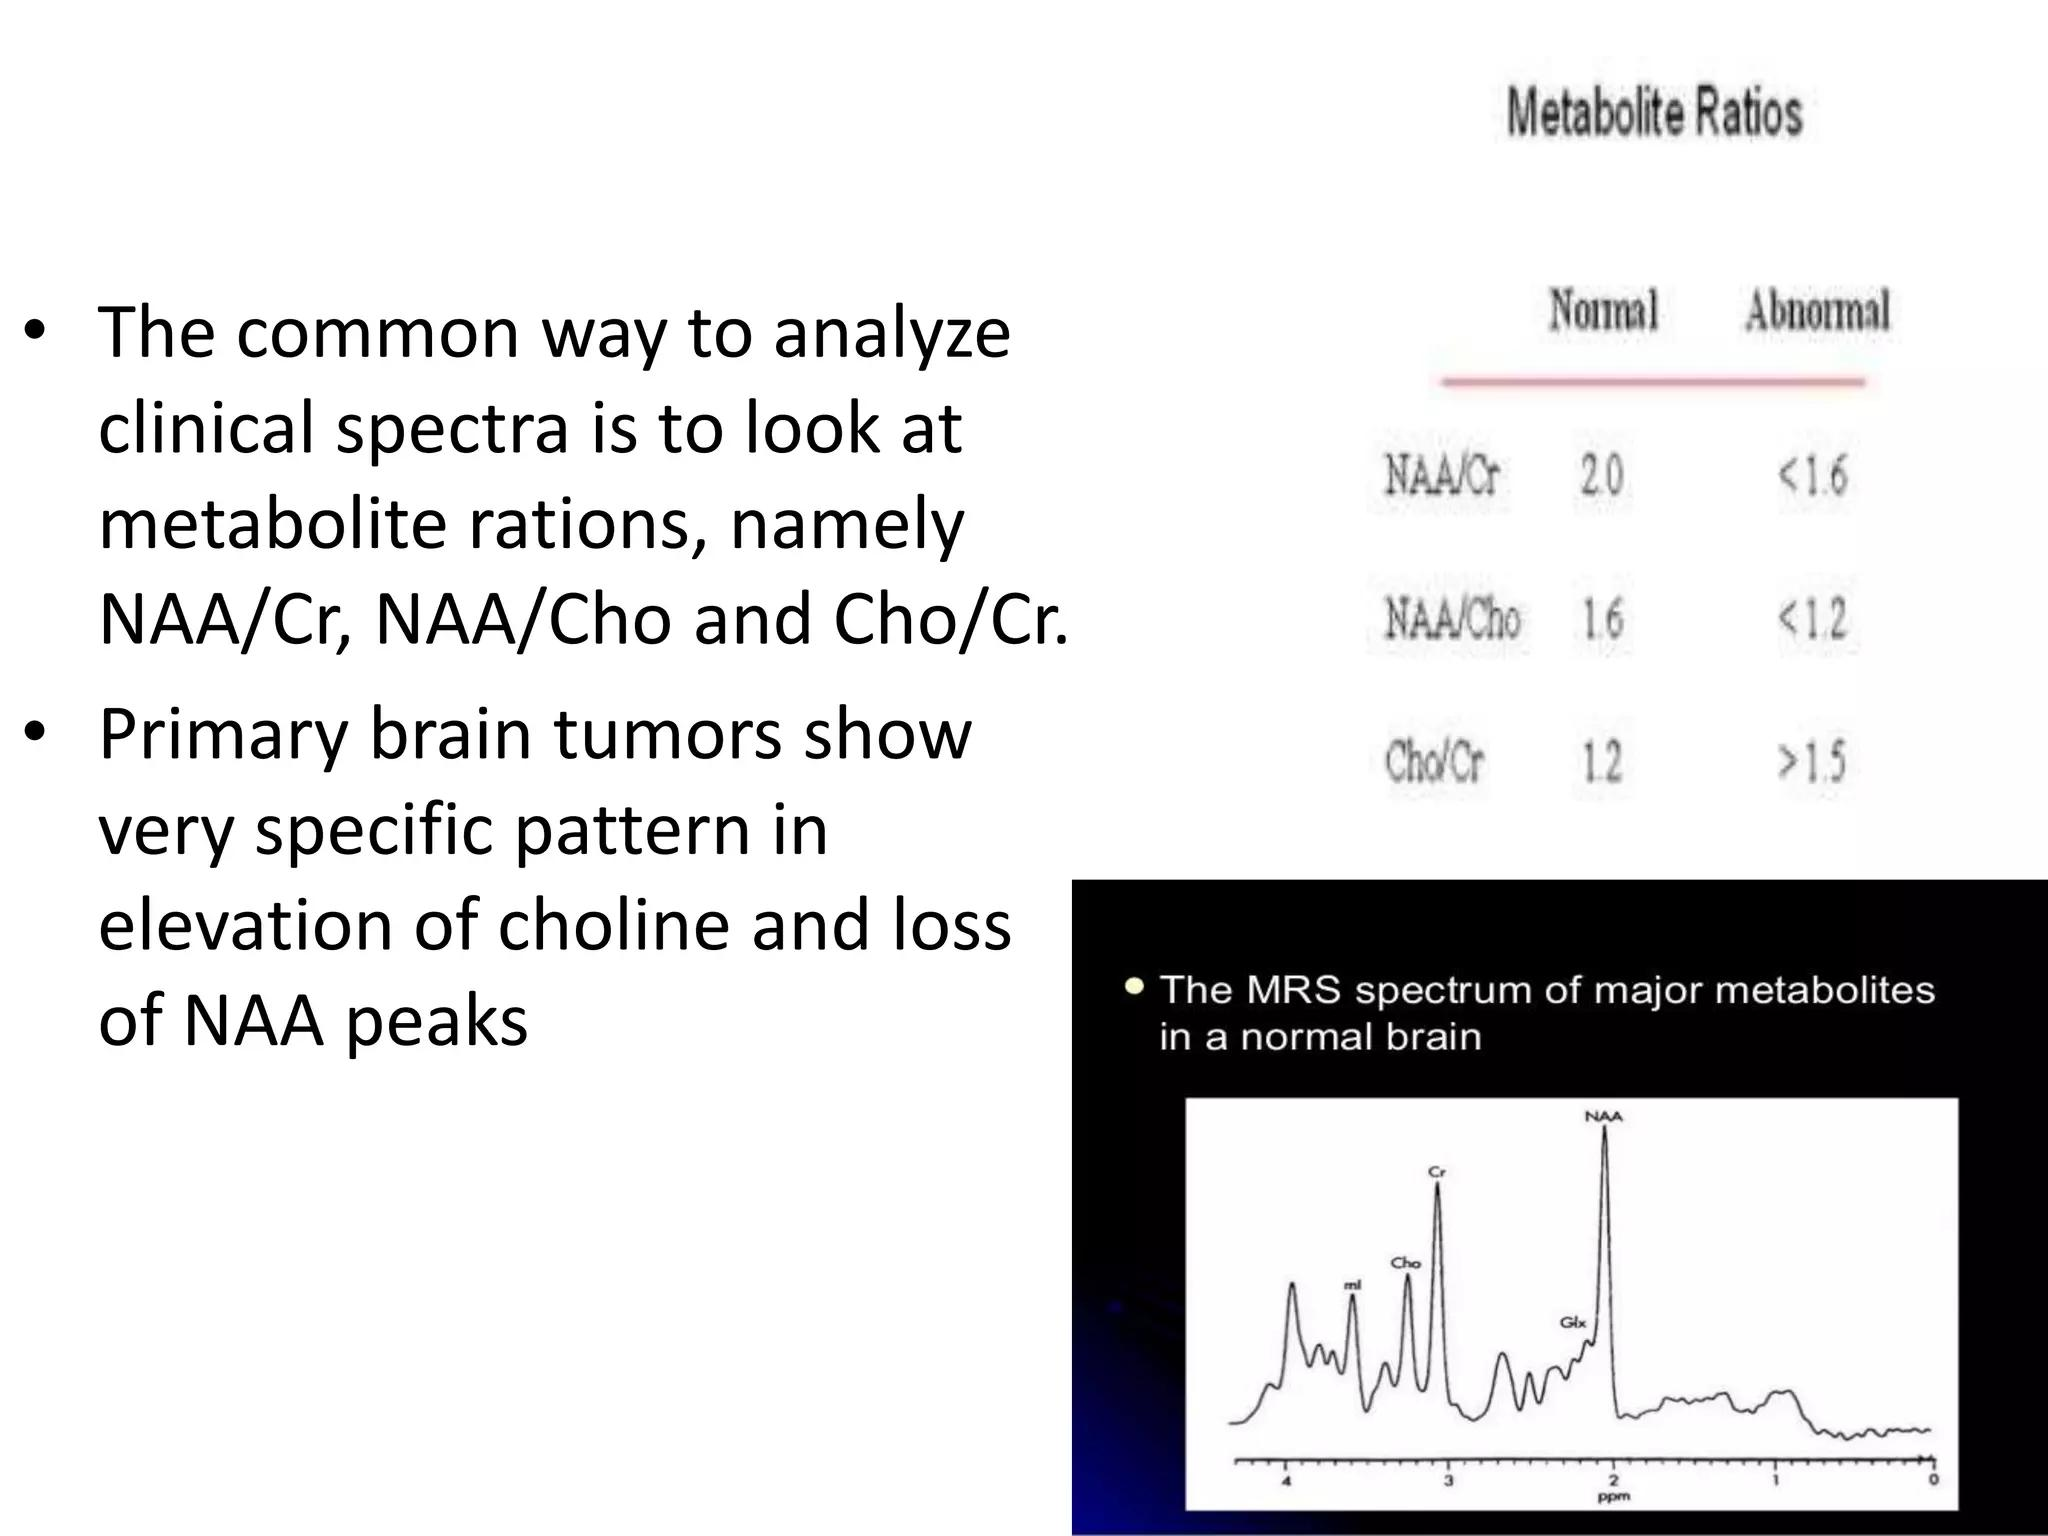 • The common way to analyze
clinical spectra is to look at
metabolite rations, namely
NAA/Cr, NAA/Cho and Cho/Cr.
• Primary brain tumors show
very specific pattern in
elevation of choline and loss
of NAA peaks
Metabolite Ratios
Normal Abnormal
NAA/Cr 2.0 <1.6
NAA/Cho 1.6 <1.2
Cho/Cr 1.2 >1.5
• The MRS spectrum of major metabolites
in a normal brain
NAA
Cr
Cho
mI
Glx
4 3 2 1 0
ppm